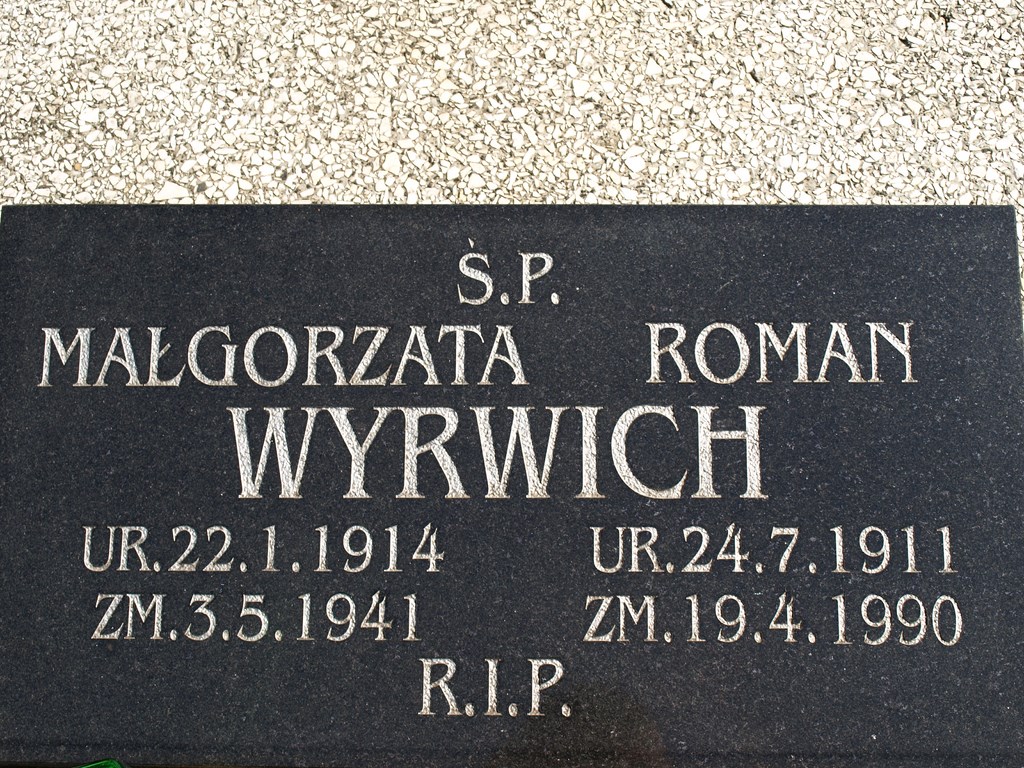 Ś.P.
MAŁGORZATA ROMAN
WYRWICH
UR.22.1.1914 UR.24.7.1911
ZM.3.5.1941 ZM.19.4.1990
R.I.P.